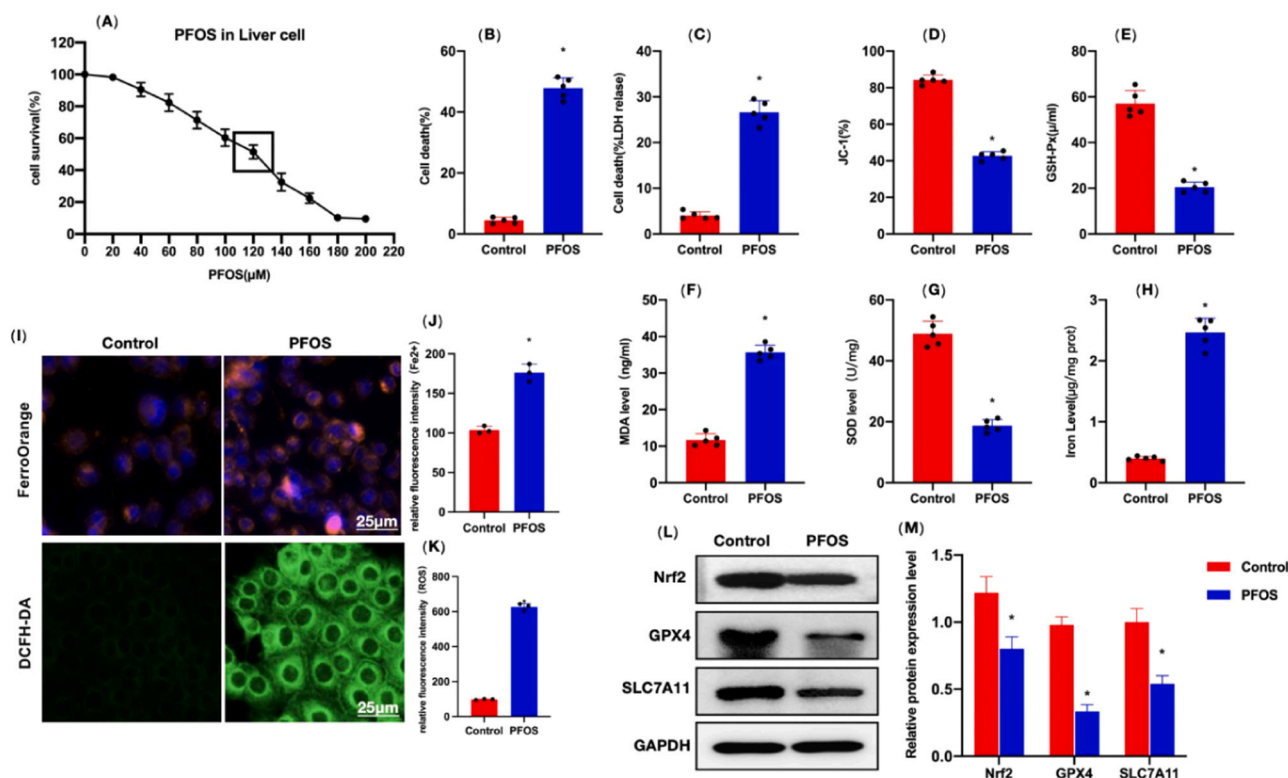 (A)
PFOS in Liver cell
cell survival(%)
120
100
80
60
40
20
0
0 20 40 60 80 100 120 140 160 180 200 220
PFOS(μM)
(B)
Cell death(%)
60
40
20
0
Control PFOS
*
(C)
Cell death(%LDH relase)
40
30
20
10
0
Control PFOS
*
(D)
JC-1(%)
100
80
60
40
20
0
Control PFOS
*
(E)
GSH-Px(μ/ml)
80
60
40
20
0
Control PFOS
*
(F)
MDA level (ng/ml)
50
40
30
20
10
0
Control PFOS
*
(G)
SOD level (U/mg)
60
40
20
0
Control PFOS
*
(H)
Iron Level(μg/mg prot)
3
2
1
0
Control PFOS
*
(I)
Control PFOS
FerroOrange
25μm
DCFH-DA
25μm
(J)
relative fluorescence intensity (Fe2+)
200
150
100
50
0
Control PFOS
*
(K)
relative fluorescence intensity (ROS)
800
600
400
200
0
Control PFOS
*
(L)
Control PFOS
Nrf2
GPX4
SLC7A11
GAPDH
(M)
Relative protein expression level
1.5
1.0
0.5
0.0
* * *
Nrf2 GPX4 SLC7A11
Control
PFOS